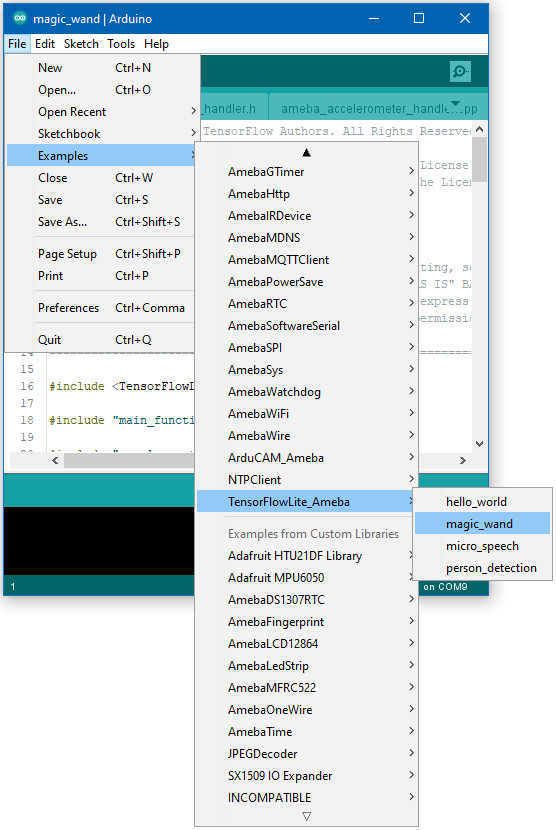 magic_wand | Arduino
File Edit Sketch Tools Help
New Ctrl+N
Open... Ctrl+O
Open Recent
Sketchbook
Examples
Close Ctrl+W
Save Ctrl+S
Save As... Ctrl+Shift+S
Page Setup Ctrl+Shift+P
Print Ctrl+P
Preferences Ctrl+Comma
Quit Ctrl+Q
_handler.h ameba_accelerometer_handler.cpp
TensorFlow Authors. All Rights Reserved
License
he Licen
ting, so
S IS" BA
express
permissi
14
15
16 #include <TensorFlowL
17
18 #include "main_functi
19
AmebaGTimer
AmebaHttp
AmebaIRDevice
AmebaMDNS
AmebaMQTTClient
AmebaPowerSave
AmebaRTC
AmebaSoftwareSerial
AmebaSPI
AmebaSys
AmebaWatchdog
AmebaWiFi
AmebaWire
ArduCAM_Ameba
NTPClient
TensorFlowLite_Ameba
Examples from Custom Libraries
Adafruit HTU21DF Library
Adafruit MPU6050
AmebaDS1307RTC
AmebaFingerprint
AmebaLCD12864
AmebaLedStrip
AmebaMFRC522
AmebaOneWire
AmebaTime
JPEGDecoder
SX1509 IO Expander
INCOMPATIBLE
hello_world
magic_wand
micro_speech
person_detection
1 on COM9